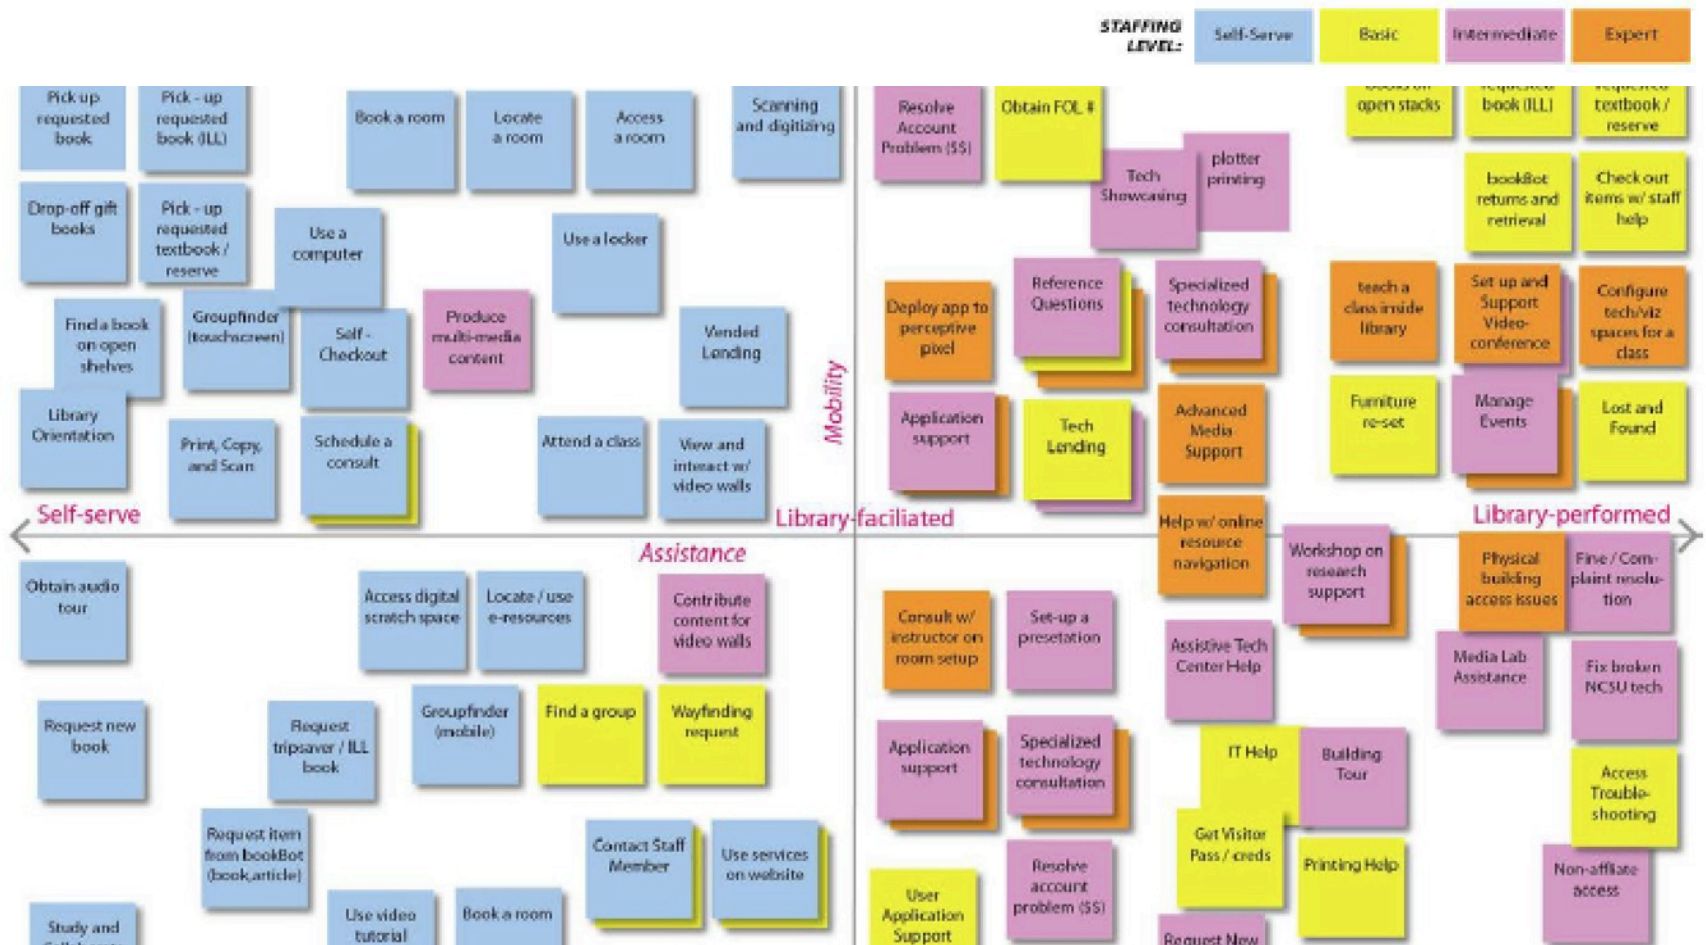 STAFFING
LEVEL:
Self-Serve
Basic
Intermediate
Expert
Pick up
requested
book
Pick - up
requested
book (ILL)
Book a room
Locate
a room
Access
a room
Scanning
and digitizing
Drop-off gift
books
Pick - up
requested
textbook /
reserve
Use a
computer
Use a locker
Find a book
on open
shelves
Groupfinder
(touchscreen)
Self -
Checkout
Produce
multi-media
content
Vended
Lending
Library
Orientation
Print, Copy,
and Scan
Schedule a
consult
Attend a class
View and
interact w/
video walls
Resolve
Account
Problem ($$)
Obtain FOL #
Tech
Showcasing
plotter
printing
books on
open stacks
requested
book (ILL)
requested
textbook /
reserve
bookBot
returns and
retrieval
Check out
items w/ staff
help
Deploy app to
perceptive
pixel
Reference
Questions
Specialized
technology
consultation
teach a
class inside
library
Set up and
Support
Video-
conference
Configure
tech/viz
spaces for a
class
Application
support
Tech
Lending
Advanced
Media
Support
Furniture
re-set
Manage
Events
Lost and
Found
Mobility
Self-serve
Library-faciliated
Library-performed
Assistance
Help w/ online
resource
navigation
Workshop on
research
support
Physical
building
access issues
Fine / Com-
plaint resolu-
tion
Obtain audio
tour
Access digital
scratch space
Locate / use
e-resources
Contribute
content for
video walls
Request new
book
Request
tripsaver / ILL
book
Groupfinder
(mobile)
Find a group
Wayfinding
request
Request item
from bookBot
(book,article)
Contact Staff
Member
Use services
on website
Study and
Use video
tutorial
Book a room
Consult w/
instructor on
room setup
Set-up a
presetation
Assistive Tech
Center Help
Media Lab
Assistance
Fix broken
NCSU tech
Application
support
Specialized
technology
consultation
IT Help
Building
Tour
Access
Trouble-
shooting
Get Visitor
Pass / creds
Printing Help
Non-affliate
access
User
Application
Support
Resolve
account
problem ($$)
Request New